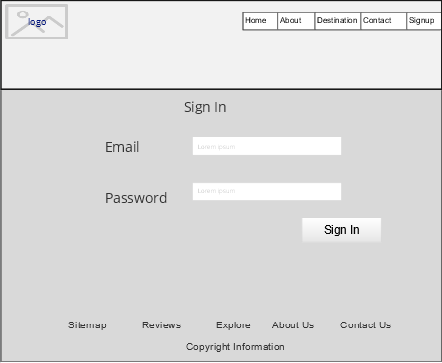 logo
Home About Destination Contact Signup
Sign In
Email Lorem ipsum
Password Lorem ipsum
Sign In
Sitemap Reviews Explore About Us Contact Us
Copyright Information